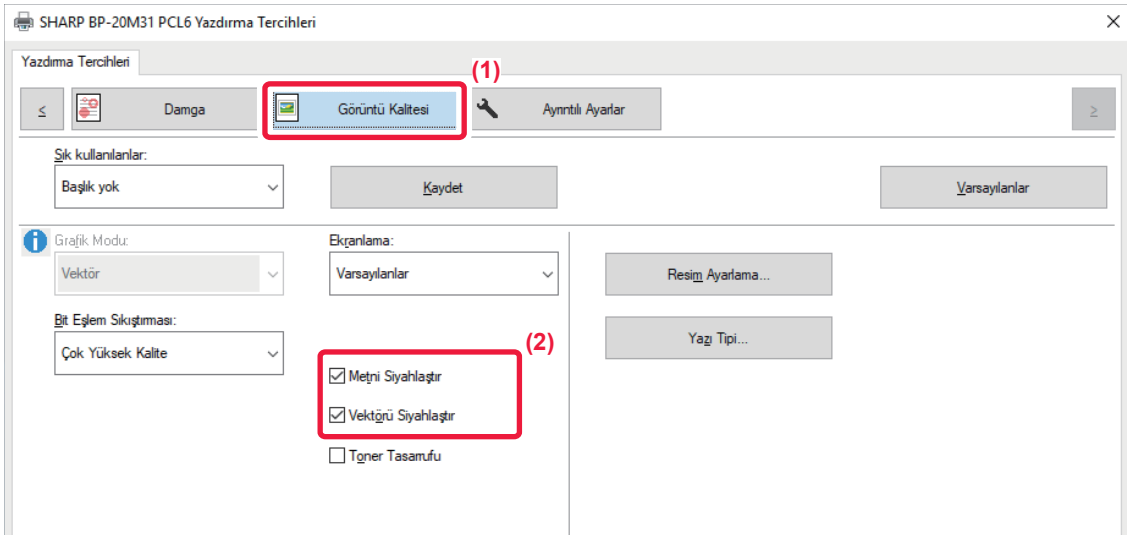 SHARP BP-20M31 PCL6 Yazdırma Tercihleri
Yazdırma Tercihleri
(1)
≤ Damga Görüntü Kalitesi Ayrıntılı Ayarlar ≥
Sık kullanılanlar:
Başlık yok Kaydet Varsayılanlar
Grafik Modu: Ekranlama:
Vektör Varsayılanlar Resim Ayarlama...
Bit Eşlem Sıkıştırması:
Çok Yüksek Kalite Yazı Tipi...
(2)
Metni Siyahlaştır
Vektörü Siyahlaştır
Toner Tasarrufu